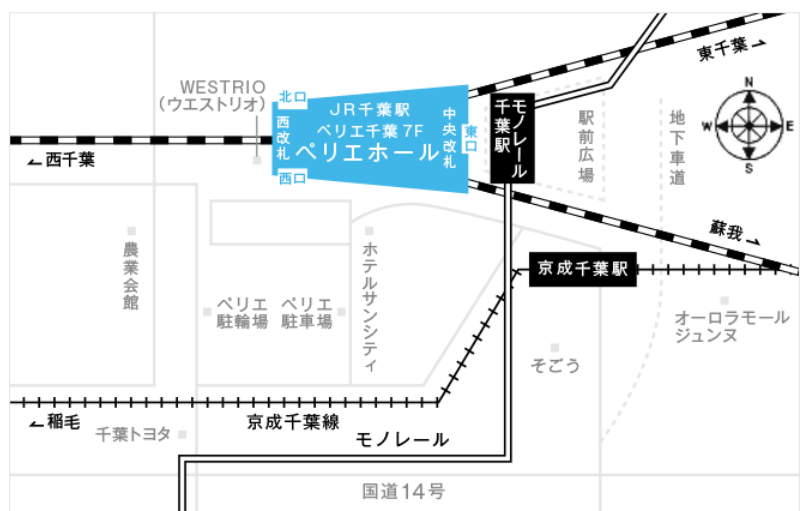 WESTRIO
（ウエストリオ）
北口
JR千葉駅
ペリエ千葉 7F
ペリエホール
西改札
中央改札
東口
西口
モノレール
千葉駅
東千葉
駅前広場
地下車道
N
W
E
S
西千葉
蘇我
農業会館
ホテルサンシティ
京成千葉駅
ペリエ
駐輪場
ペリエ
駐車場
オーロラモール
ジュンヌ
そごう
稲毛
千葉トヨタ
京成千葉線
モノレール
国道14号